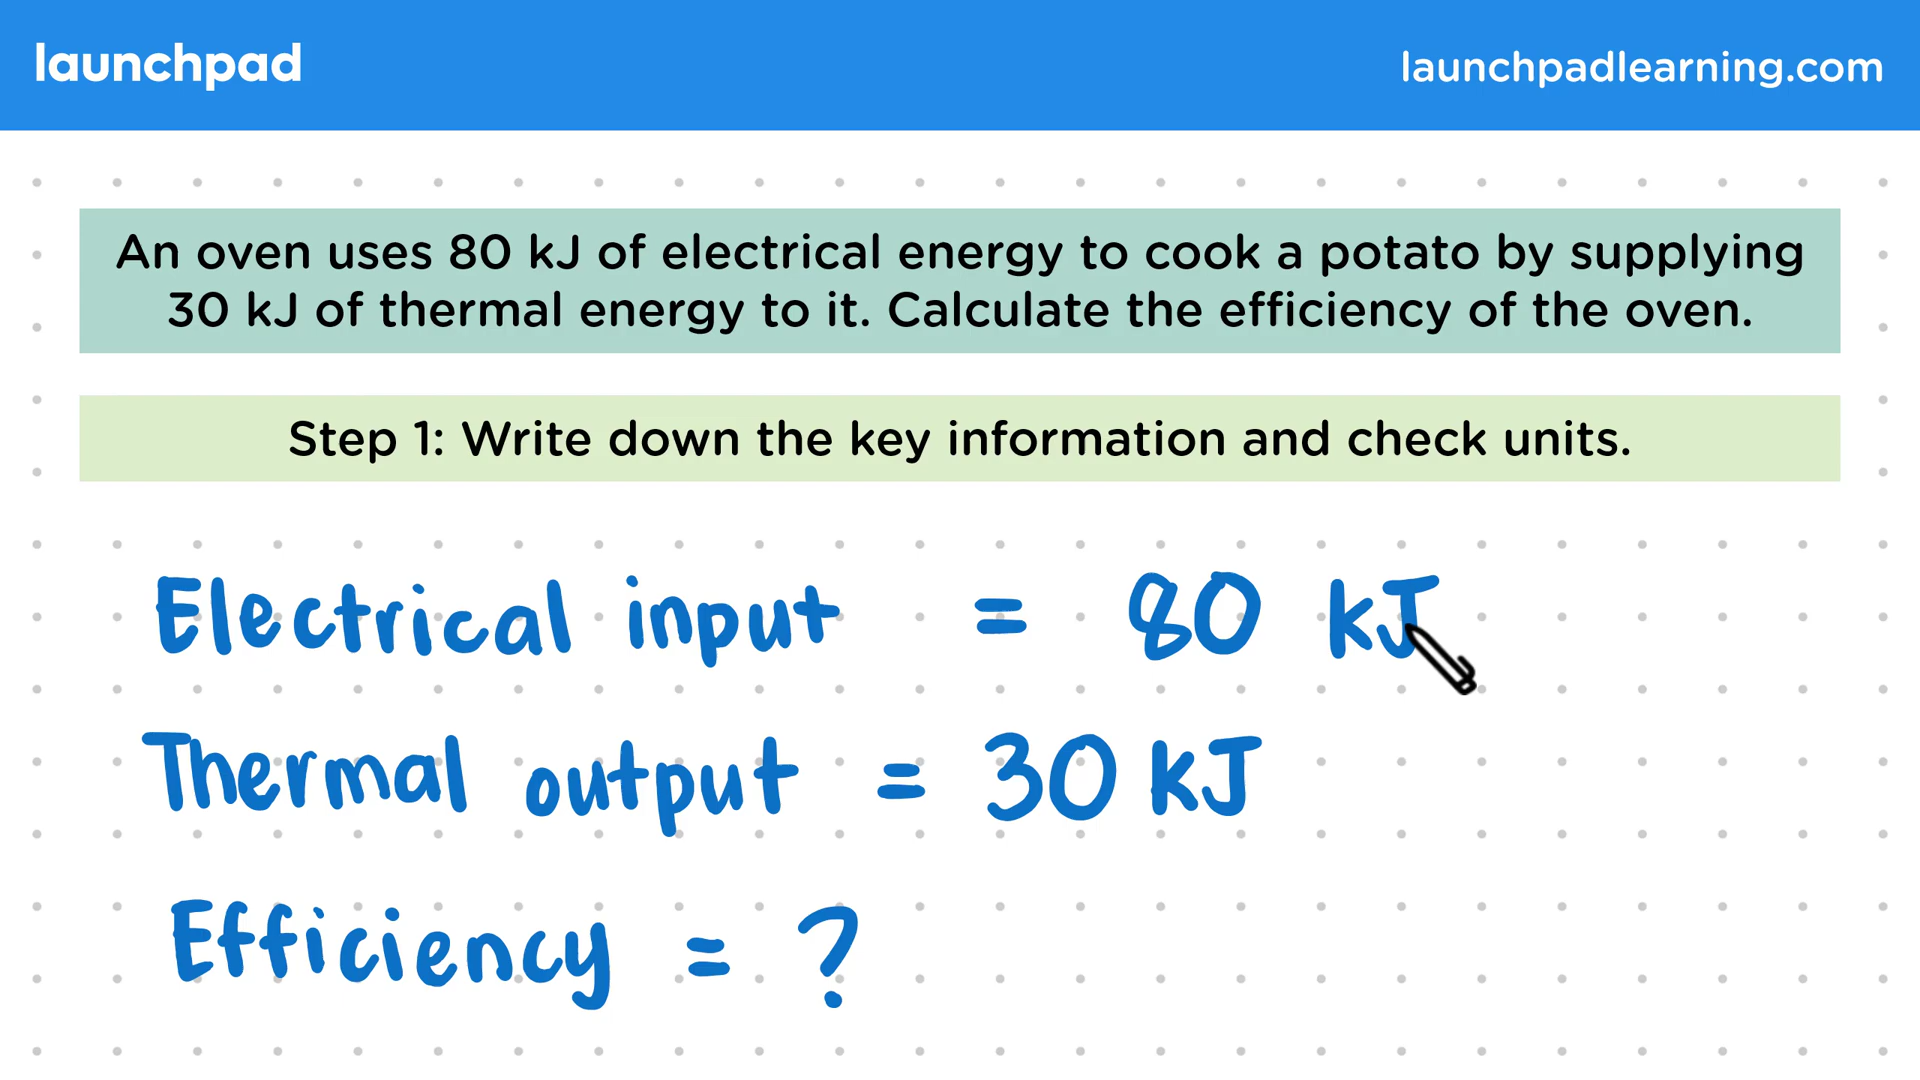 launchpad
launchpadlearning.com
An oven uses 80 kJ of electrical energy to cook a potato by supplying
30 kJ of thermal energy to it. Calculate the efficiency of the oven.
Step 1: Write down the key information and check units.
Electrical input = 80 kJ
Thermal output = 30 kJ
Efficiency = ?